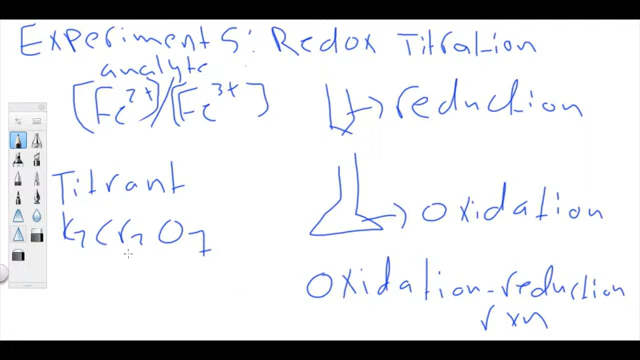 Experiment 5: Redox Titration
analyte
[Fe²⁺]/[Fe³⁺]
reduction
Titrant
K₂Cr₂O₇
Oxidation
Oxidation-reduction
rxn